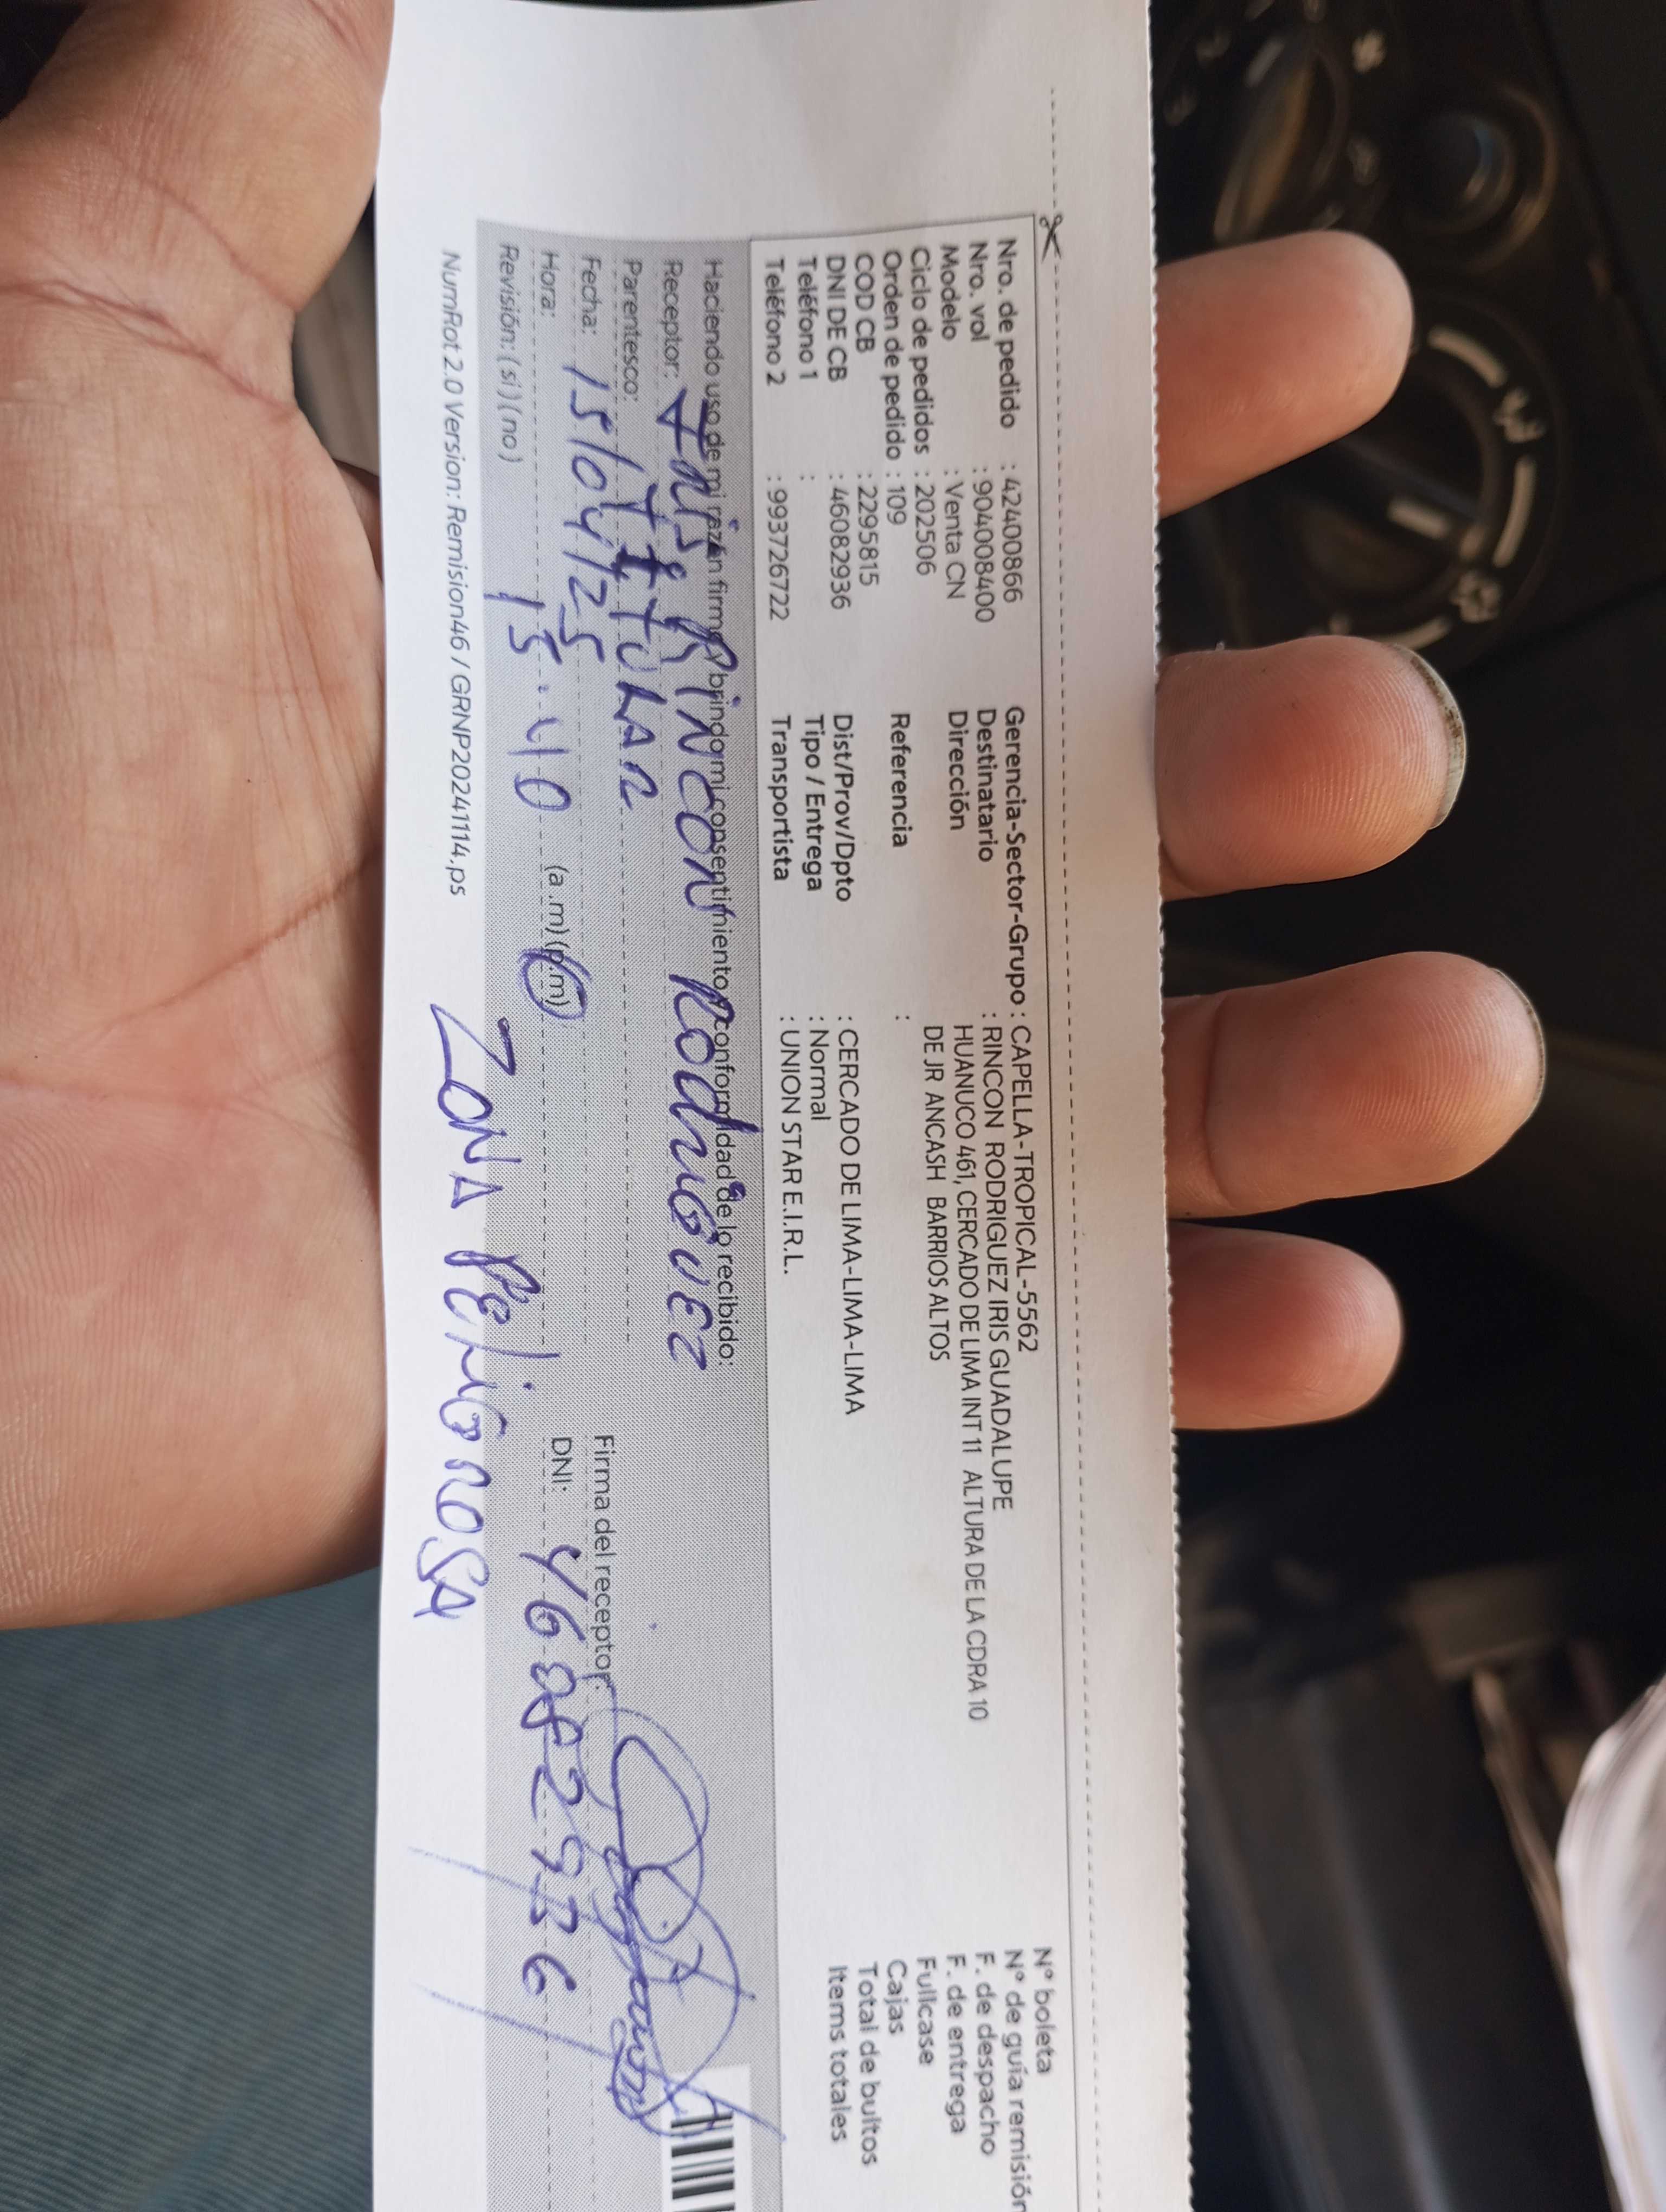 Nro. de pedido : 42400866
Nro. vol : 904008400
Modelo : Venta CN
Ciclo de pedidos : 202506
Orden de pedido : 109
COD CB : 2295815
DNI DE CB : 46082936
Teléfono 1 :
Teléfono 2 : 993726722
Gerencia-Sector-Grupo : CAPELLA-TROPICAL-5562
Destinatario : RINCON RODRIGUEZ IRIS GUADALUPE
Dirección HUANUCO 461, CERCADO DE LIMA INT 11 ALTURA DE LA CDRA 10
DE JR ANCASH BARRIOS ALTOS
Referencia :
Dist/Prov/Dpto : CERCADO DE LIMA-LIMA-LIMA
Tipo / Entrega : Normal
Transportista : UNION STAR E.I.R.L.
N° boleta
N° de guía remisión
F. de despacho
F. de entrega
Fullcase
Cajas
Total de bultos
Items totales
Haciendo uso de mi razón firmo y brindo mi consentimiento y conformidad de lo recibido:
Receptor: Iris Rincon Rodriguez
Parentesco: TITULAR
Fecha: 15/04/25
Hora: 15:40 (a.m) (p.m)
Revisión: (si) (no)
Firma del receptor:
DNI: 46082936
NumRot 2.0 Version: Remision46 / GRNP20241114.ps
ZONA PELIGROSA